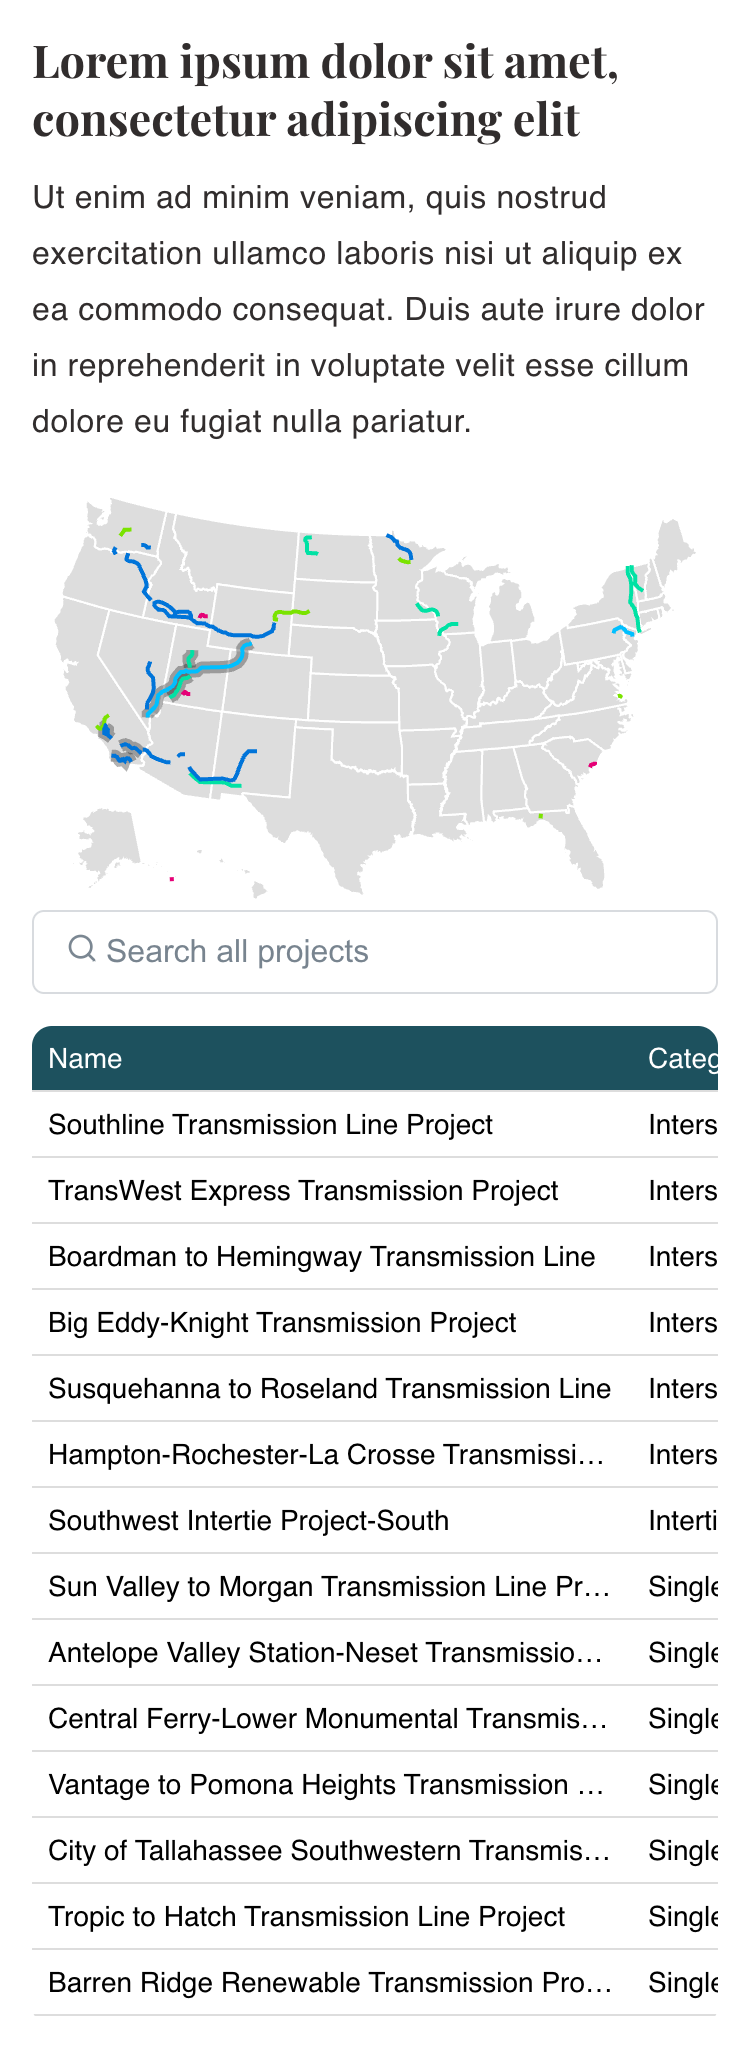 Lorem ipsum dolor sit amet,
consectetur adipiscing elit
Ut enim ad minim veniam, quis nostrud
exercitation ullamco laboris nisi ut aliquip ex
ea commodo consequat. Duis aute irure dolor
in reprehenderit in voluptate velit esse cillum
dolore eu fugiat nulla pariatur.
Search all projects
Name Categ
Southline Transmission Line Project Inters
TransWest Express Transmission Project Inters
Boardman to Hemingway Transmission Line Inters
Big Eddy-Knight Transmission Project Inters
Susquehanna to Roseland Transmission Line Inters
Hampton-Rochester-La Crosse Transmissi… Inters
Southwest Intertie Project-South Interti
Sun Valley to Morgan Transmission Line Pr… Single
Antelope Valley Station-Neset Transmissio… Single
Central Ferry-Lower Monumental Transmis… Single
Vantage to Pomona Heights Transmission … Single
City of Tallahassee Southwestern Transmis… Single
Tropic to Hatch Transmission Line Project Single
Barren Ridge Renewable Transmission Pro… Single